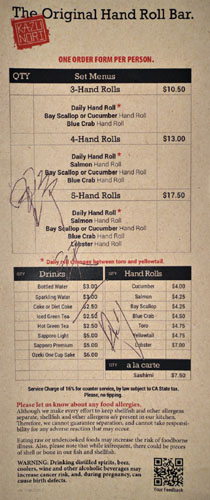 The Original Hand Roll Bar.
KAZU
NORI
ONE ORDER FORM PER PERSON.
QTY Set Menus
3-Hand Rolls $10.50
Daily Hand Roll *
Bay Scallop or Cucumber Hand Roll
Blue Crab Hand Roll
4-Hand Rolls $13.00
Daily Hand Roll *
Salmon Hand Roll
Bay Scallop or Cucumber Hand Roll
Blue Crab Hand Roll
5-Hand Rolls $17.50
Daily Hand Roll *
Salmon Hand Roll
Bay Scallop or Cucumber Hand Roll
Blue Crab Hand Roll
Lobster Hand Roll
* Daily roll changes between toro and yellowtail.
Drinks
Bottled Water $3.00
Sparkling Water
Coke or Diet Coke $2.50
Iced Green Tea $2.50
Hot Green Tea $2.50
Sapporo Light $5.00
Sapporo Premium $5.00
Ozeki One Cup Sake $6.00
QTY Hand Rolls
Cucumber $4.00
Salmon $4.25
Bay Scallop $4.25
Blue Crab $4.50
Toro $4.75
Yellowtail $4.75
Lobster $7.00
QTY a la carte
Sashimi $7.50
Service Charge of 16% for counter service, by law subject to CA State tax.
Please, no tipping.
Please let us know about any food allergies.
Although we make every effort to keep shellfish and other allergens
separate, shellfish and other allergens are present in our kitchen.
Therefore, we cannot guarantee separation, and cannot take responsi-
bility for any adverse reaction that may occur.
Eating raw or undercooked foods may increase the risk of foodborne
illness. Also, please note that while infrequent, there could be pieces
of shell or bone in our fish and shellfish.
WARNING: Drinking distilled spirits, beer,
coolers, wine and other alcoholic beverages may
increase cancer risk, and, during pregnancy, can
cause birth defects.
Your Feedback